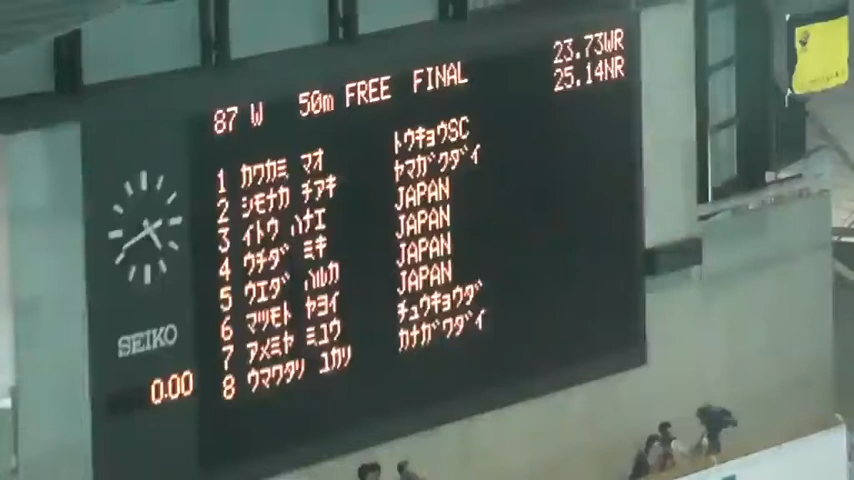 23.73WR
87 W 50m FREE FINAL 25.14NR
1 カワカミ マオ トウキョウSC
2 シモナカ チアキ ヤマガクダイ
3 イトウ ハナエ JAPAN
4 ウチダ ミキ JAPAN
5 ウエダ ハルカ JAPAN
6 マツモト ヤヨイ JAPAN
7 アメミヤ ミユウ チュウキョウダ
8 ウマワタリ ユカリ カナガワダイ
SEIKO
0.00